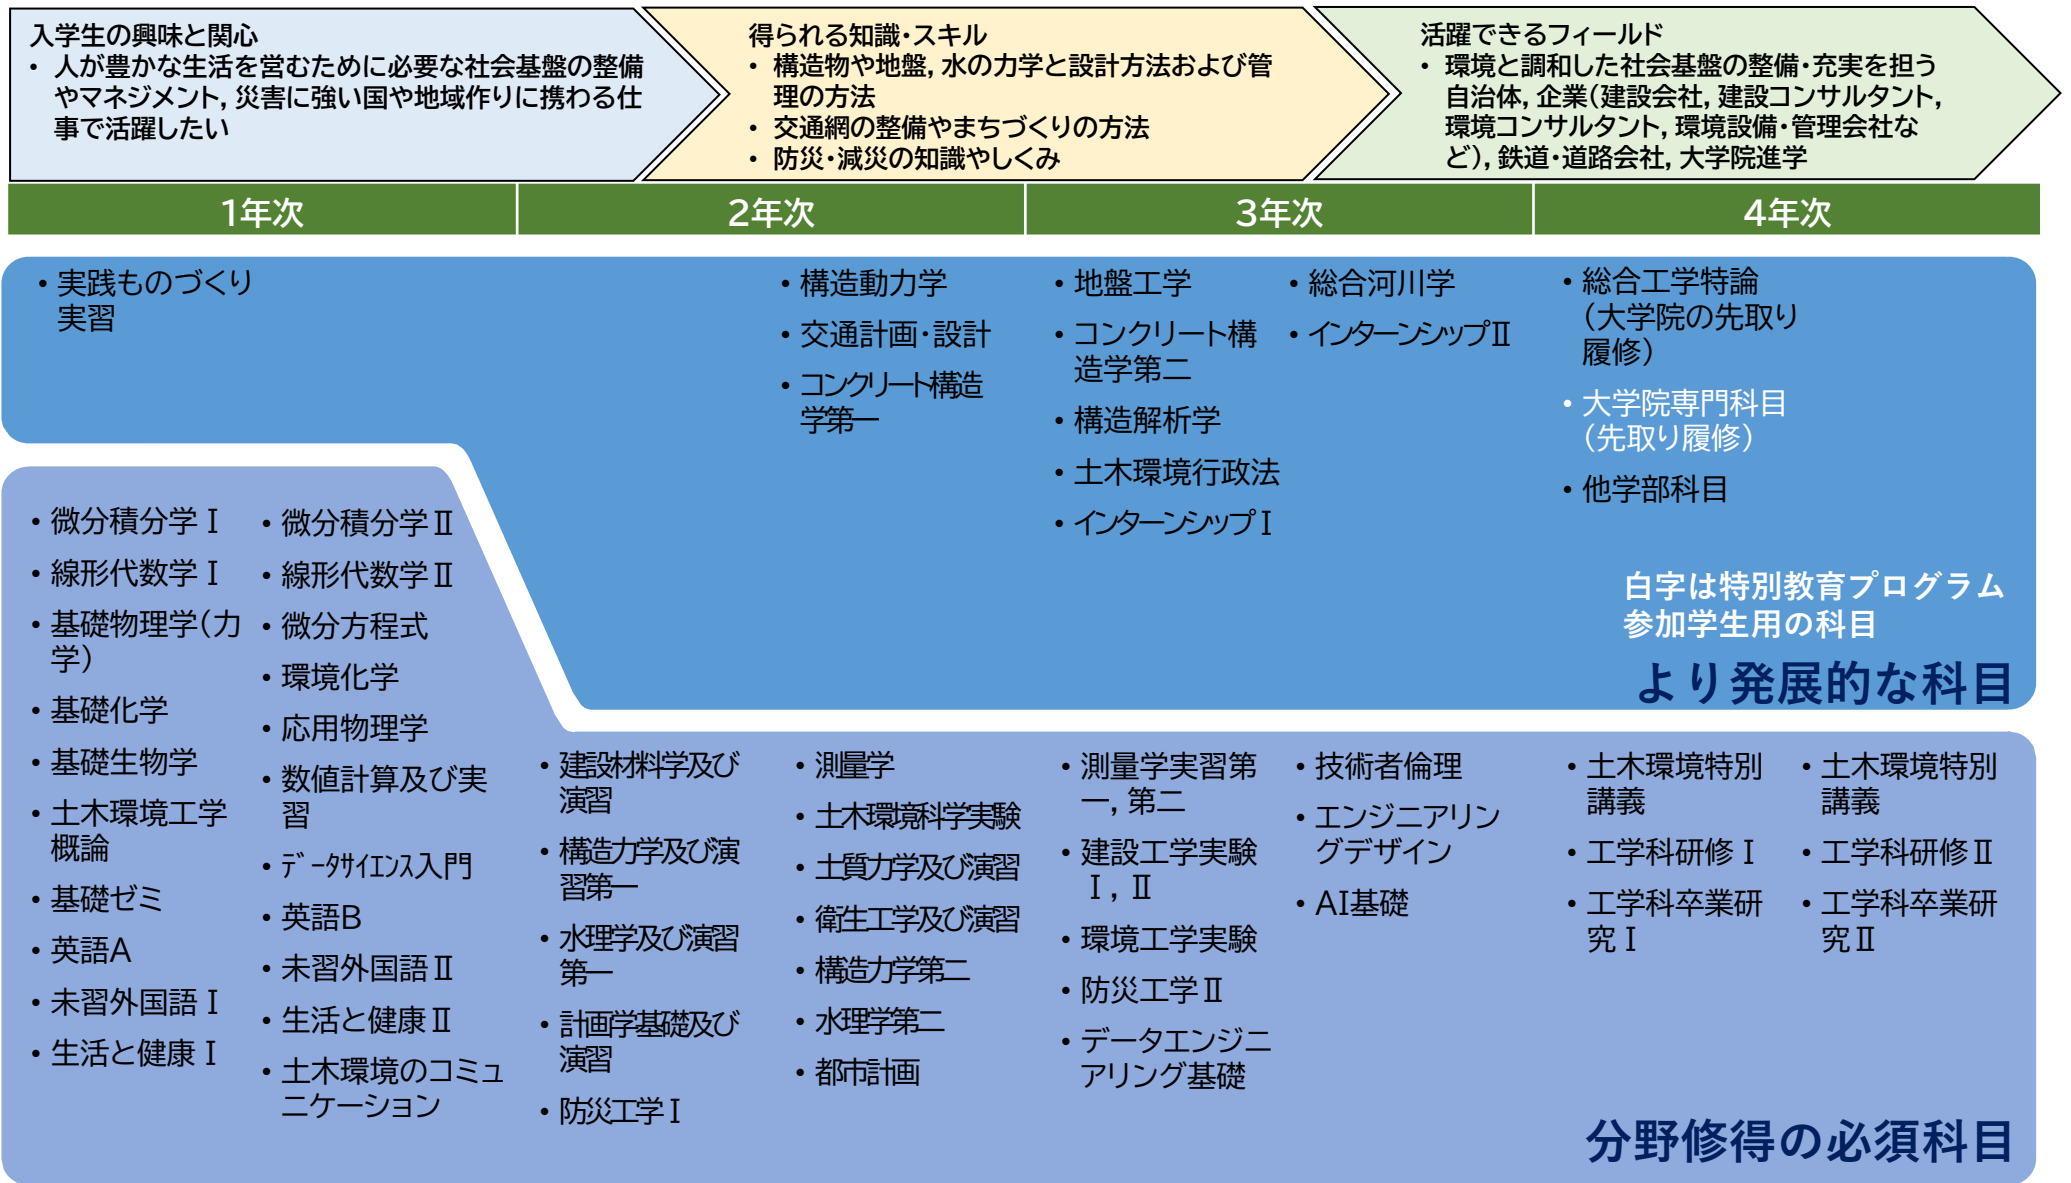 入学生の興味と関心
• 人が豊かな生活を営むために必要な社会基盤の整備
やマネジメント, 災害に強い国や地域作りに携わる仕
事で活躍したい
得られる知識・スキル
• 構造物や地盤, 水の力学と設計方法および管
理の方法
• 交通網の整備やまちづくりの方法
• 防災・減災の知識やしくみ
活躍できるフィールド
• 環境と調和した社会基盤の整備・充実を担う
自治体, 企業(建設会社, 建設コンサルタント,
環境コンサルタント, 環境設備・管理会社な
ど), 鉄道・道路会社, 大学院進学
1年次
2年次
3年次
4年次
• 実践ものづくり
実習
• 構造動力学
• 交通計画・設計
• コンクリート構造
学第一
• 地盤工学
• コンクリート構
造学第二
• 構造解析学
• 土木環境行政法
• インターンシップⅠ
• 総合河川学
• インターンシップⅡ
• 総合工学特論
(大学院の先取り
履修)
• 大学院専門科目
(先取り履修)
• 他学部科目
白字は特別教育プログラム
参加学生用の科目
より発展的な科目
• 微分積分学Ⅰ
• 線形代数学Ⅰ
• 基礎物理学(力
学)
• 基礎化学
• 基礎生物学
• 土木環境工学
概論
• 基礎ゼミ
• 英語A
• 未習外国語Ⅰ
• 生活と健康Ⅰ
• 微分積分学Ⅱ
• 線形代数学Ⅱ
• 微分方程式
• 環境化学
• 応用物理学
• 数値計算及び実
習
• ﾃﾞｰﾀｻｲｴﾝｽ入門
• 英語B
• 未習外国語Ⅱ
• 生活と健康Ⅱ
• 土木環境のコミュ
ニケーション
• 建設材料学及び
演習
• 構造力学及び演
習第一
• 水理学及び演習
第一
• 計画学基礎及び
演習
• 防災工学Ⅰ
• 測量学
• 土木環境科学実験
• 土質力学及び演習
• 衛生工学及び演習
• 構造力学第二
• 水理学第二
• 都市計画
• 測量学実習第
一, 第二
• 建設工学実験
Ⅰ, Ⅱ
• 環境工学実験
• 防災工学Ⅱ
• データエンジニ
アリング基礎
• 技術者倫理
• エンジニアリン
グデザイン
• AI基礎
• 土木環境特別
講義
• 工学科研修Ⅰ
• 工学科卒業研
究Ⅰ
• 土木環境特別
講義
• 工学科研修Ⅱ
• 工学科卒業研
究Ⅱ
分野修得の必須科目